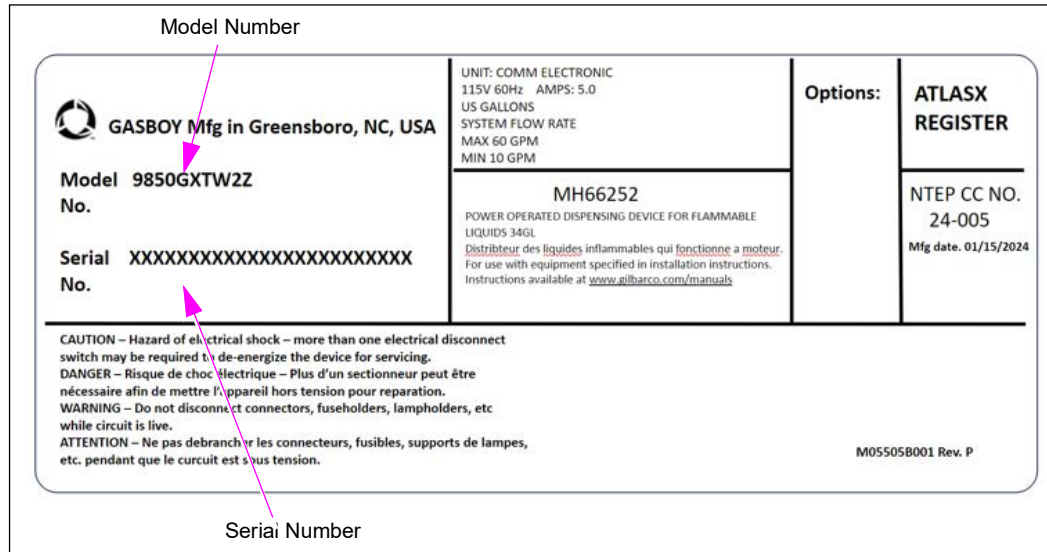 Model Number
GASBOY Mfg in Greensboro, NC, USA
Model 9850GXTW2Z
No.
Serial XXXXXXXXXXXXXXXXXXXXXXXX
No.
UNIT: COMM ELECTRONIC
115V 60Hz AMPS: 5.0
US GALLONS
SYSTEM FLOW RATE
MAX 60 GPM
MIN 10 GPM
MH66252
POWER OPERATED DISPENSING DEVICE FOR FLAMMABLE
LIQUIDS 34GL
Distribteur des liquides inflammables qui fonctionne a moteur.
For use with equipment specified in installation instructions.
Instructions available at www.gilbarco.com/manuals
Options:
ATLASX
REGISTER
NTEP CC NO.
24-005
Mfg date. 01/15/2024
CAUTION – Hazard of electrical shock – more than one electrical disconnect
switch may be required to de-energize the device for servicing.
DANGER – Risque de choc électrique – Plus d'un sectionneur peut être
nécessaire afin de mettre l'appareil hors tension pour reparation.
WARNING – Do not disconnect connectors, fuseholders, lampholders, etc
while circuit is live.
ATTENTION – Ne pas debrancher les connecteurs, fusibles, supports de lampes,
etc. pendant que le curcuit est sous tension.
M05505B001 Rev. P
Serial Number